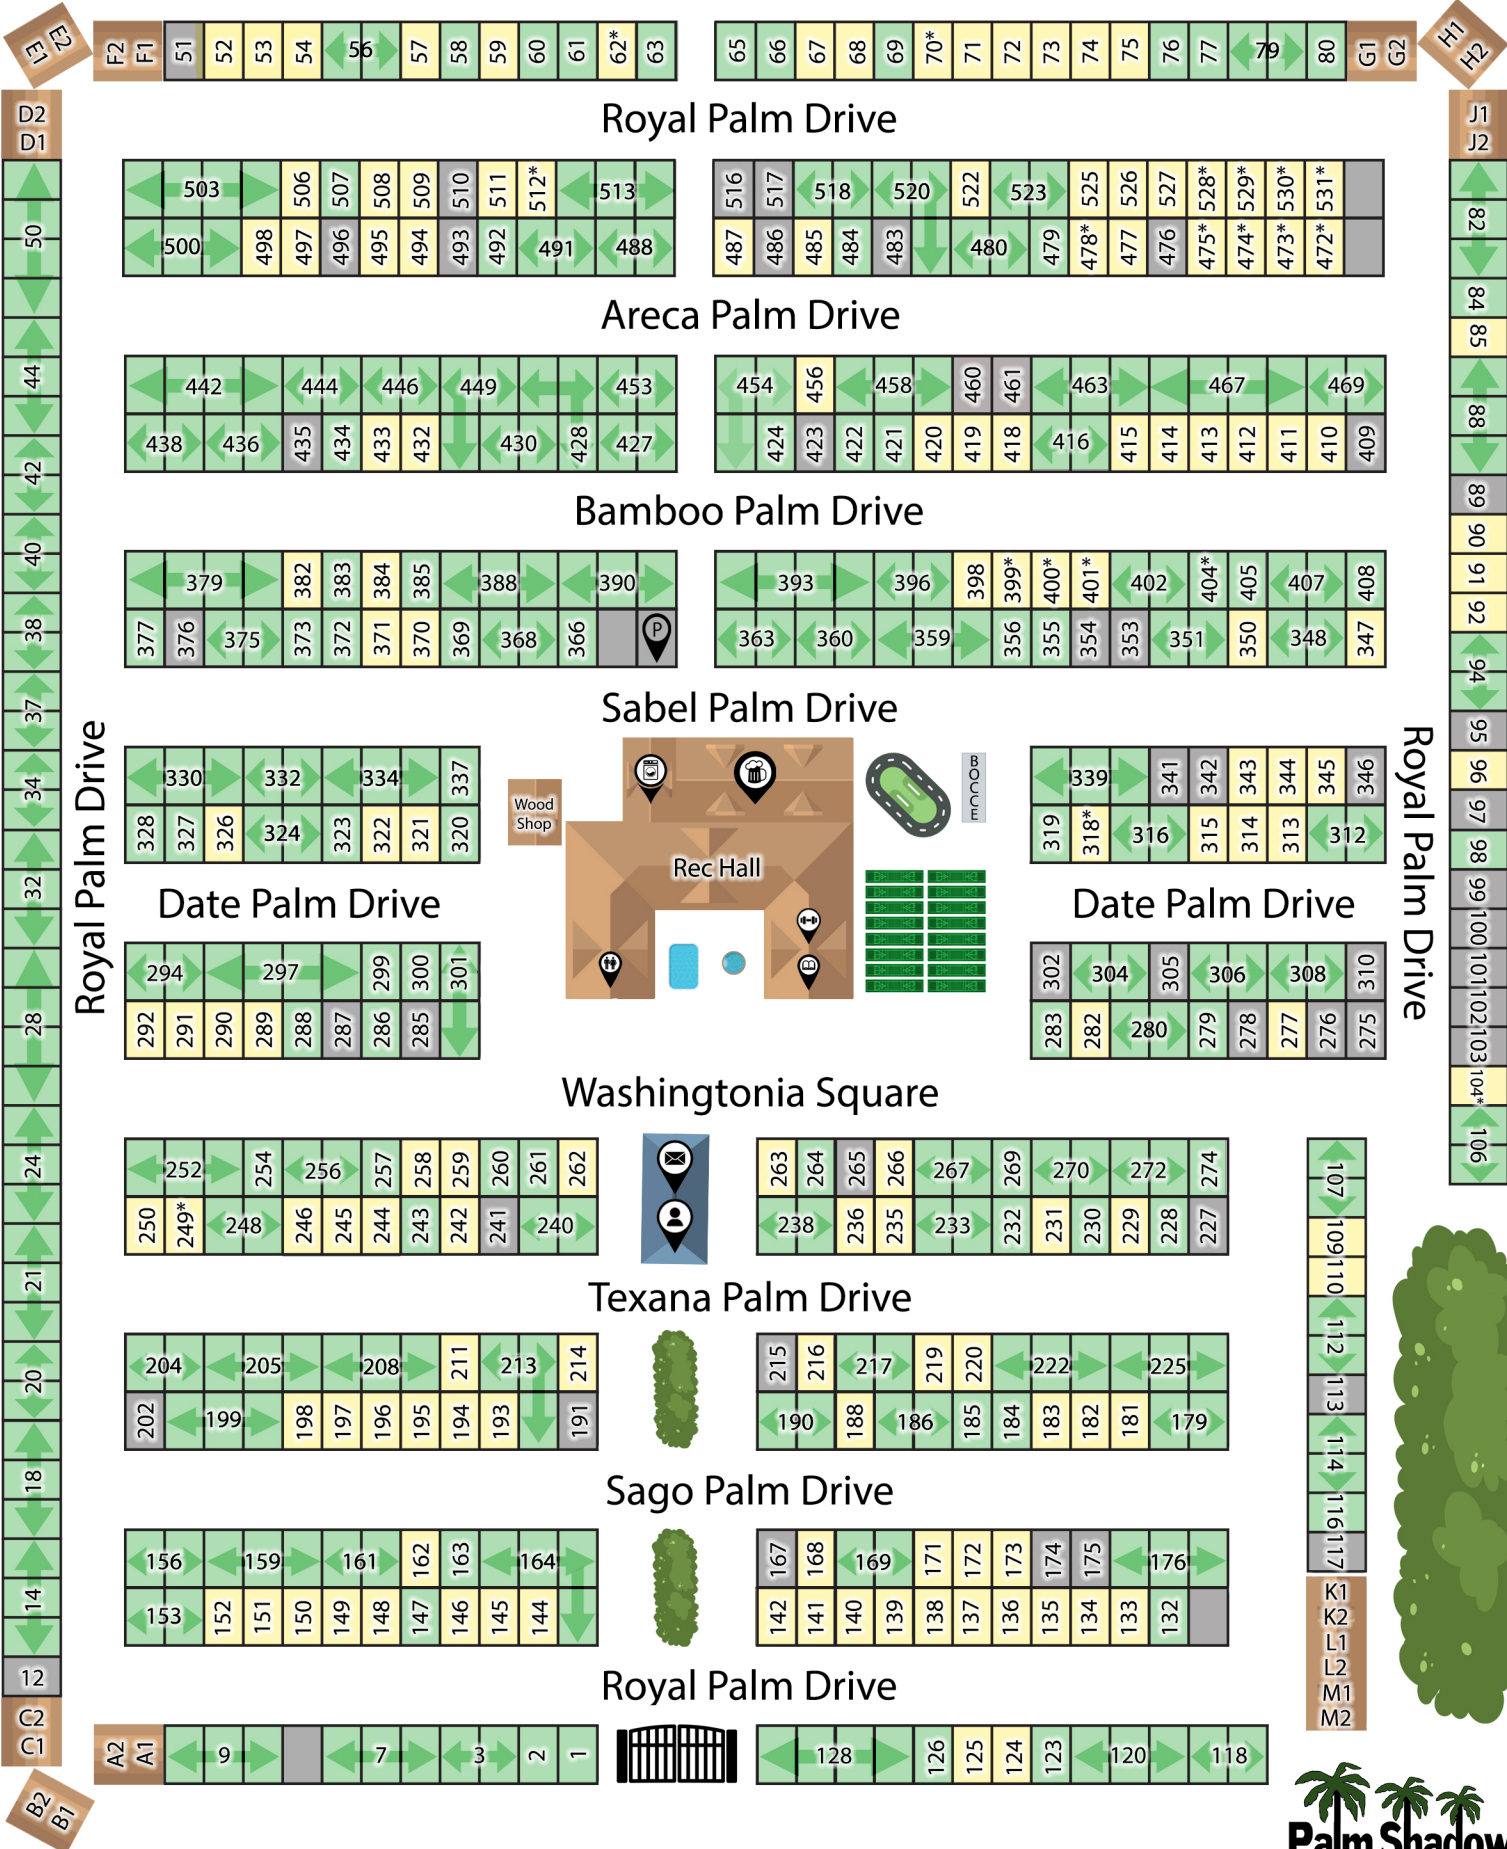 E1 E2 F2 F1 51 52 53 54 56 57 58 59 60 61 62* 63 65 66 67 68 69 70* 71 72 73 74 75 76 77 79 80 G1 G2 H1 H2
D2
D1
J1
J2
Royal Palm Drive
503 506 507 508 509 510 511 512* 513 516 517 518 520 522 523 525 526 527 528* 529* 530* 531*
500 498 497 496 495 494 493 492 491 488 487 486 485 484 483 480 479 478* 477 476 475* 474* 473* 472*
Areca Palm Drive
442 444 446 449 453 454 456 458 460 461 463 467 469
438 436 435 434 433 432 430 428 427 424 423 422 421 420 419 418 416 415 414 413 412 411 410 409
Bamboo Palm Drive
379 382 383 384 385 388 390 393 396 398 399* 400* 401* 402 404* 405 407 408
377 376 375 373 372 371 370 369 368 366 P 363 360 359 356 355 354 353 351 350 348 347
Sabel Palm Drive
330 332 334 337 339 341 342 343 344 345 346
328 327 326 324 323 322 321 320 319 318* 316 315 314 313 312
Wood
Shop
Rec Hall
BOCCE
Date Palm Drive
Date Palm Drive
Royal Palm Drive
Royal Palm Drive
294 297 299 300 301 302 304 305 306 308 310
292 291 290 289 288 287 286 285 283 282 280 279 278 277 276 275
Washingtonia Square
252 254 256 257 258 259 260 261 262 263 264 265 266 267 269 270 272 274
250 249* 248 246 245 244 243 242 241 240 238 236 235 233 232 231 230 229 228 227
Texana Palm Drive
204 205 208 211 213 214 215 216 217 219 220 222 225
202 199 198 197 196 195 194 193 191 190 188 186 185 184 183 182 181 179
Sago Palm Drive
156 159 161 162 163 164 167 168 169 171 172 173 174 175 176
153 152 151 150 149 148 147 146 145 144 142 141 140 139 138 137 136 135 134 133 132
Royal Palm Drive
A2 A1 9 7 3 2 1 128 126 125 124 123 120 118
50
44
42
40
38
37
34
32
28
24
21
20
18
14
12
C2
C1
B2 B1
82
84
85
88
89
90
91
92
94
95
96
97
98
99
100
101
102
103
104*
106
107
109
110
112
113
114
116
117
K1
K2
L1
L2
M1
M2